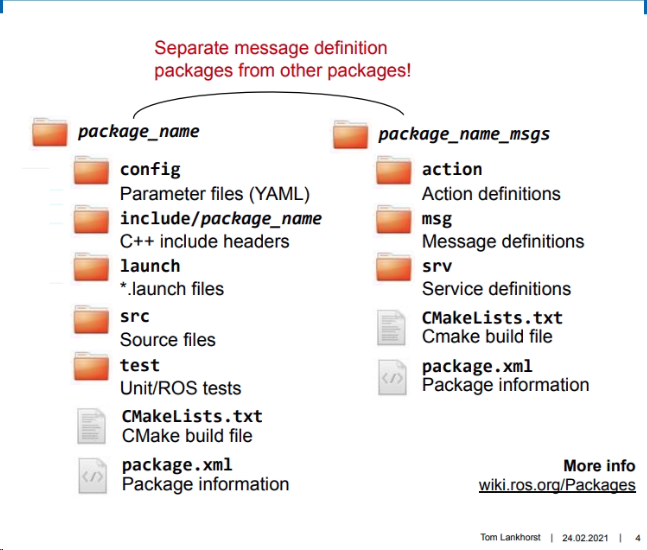 Separate message definition
packages from other packages!
package_name
config
Parameter files (YAML)
include/package_name
C++ include headers
launch
*.launch files
src
Source files
test
Unit/ROS tests
CMakeLists.txt
CMake build file
package.xml
Package information
package_name_msgs
action
Action definitions
msg
Message definitions
srv
Service definitions
CMakeLists.txt
Cmake build file
package.xml
Package information
More info
wiki.ros.org/Packages
Tom Lankhorst | 24.02.2021 | 4